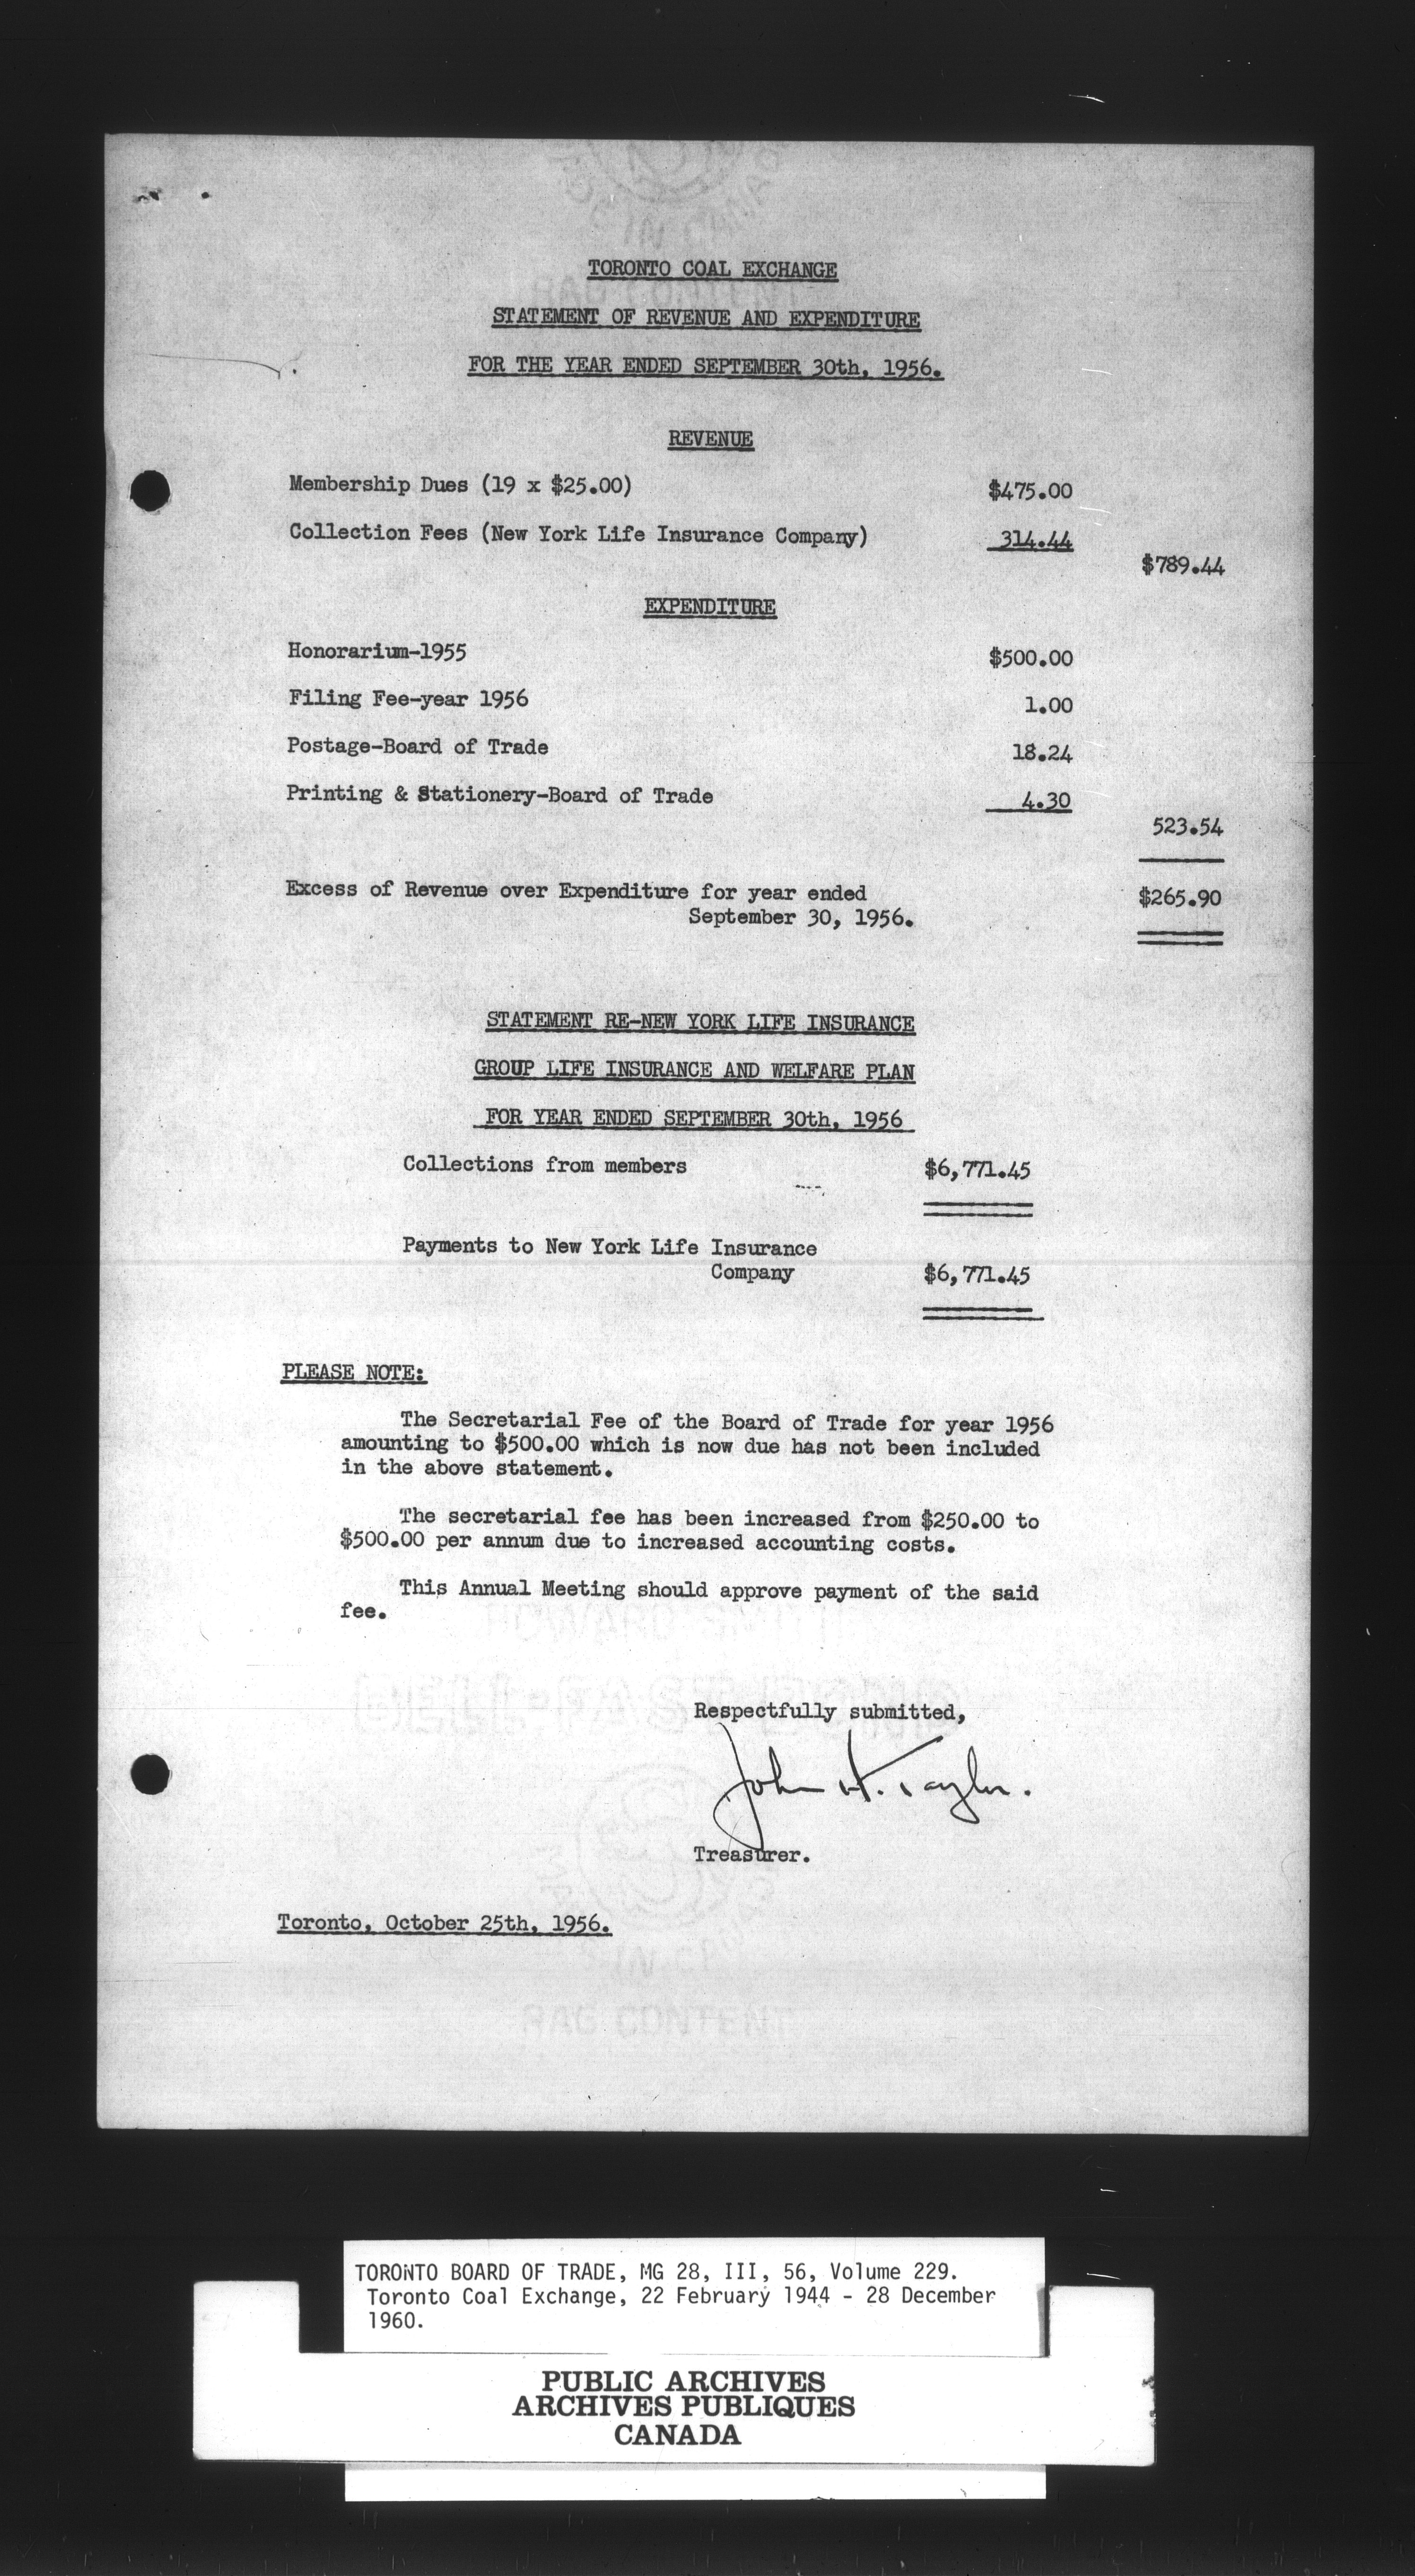 TORONTO COAL EXCHANGE
STATEMENT OF REVENUE AND EXPENDITURE
FOR THE YEAR ENDED SEPTEMBER 30th, 1956.
REVENUE
Membership Dues (19 x $25.00) $475.00
Collection Fees (New York Life Insurance Company) 314.44
$789.44
EXPENDITURE
Honorarium-1955 $500.00
Filing Fee-year 1956 1.00
Postage-Board of Trade 18.24
Printing & Stationery-Board of Trade 4.30
523.54
Excess of Revenue over Expenditure for year ended $265.90
September 30, 1956.
STATEMENT RE-NEW YORK LIFE INSURANCE
GROUP LIFE INSURANCE AND WELFARE PLAN
FOR YEAR ENDED SEPTEMBER 30th, 1956
Collections from members $6,771.45
Payments to New York Life Insurance
Company $6,771.45
PLEASE NOTE:
The Secretarial Fee of the Board of Trade for year 1956
amounting to $500.00 which is now due has not been included
in the above statement.
The secretarial fee has been increased from $250.00 to
$500.00 per annum due to increased accounting costs.
This Annual Meeting should approve payment of the said
fee.
Respectfully submitted,
John H. Taylor.
Treasurer.
Toronto, October 25th, 1956.
RAG CONTENT
TORONTO BOARD OF TRADE, MG 28, III, 56, Volume 229.
Toronto Coal Exchange, 22 February 1944 - 28 December
1960.
PUBLIC ARCHIVES
ARCHIVES PUBLIQUES
CANADA